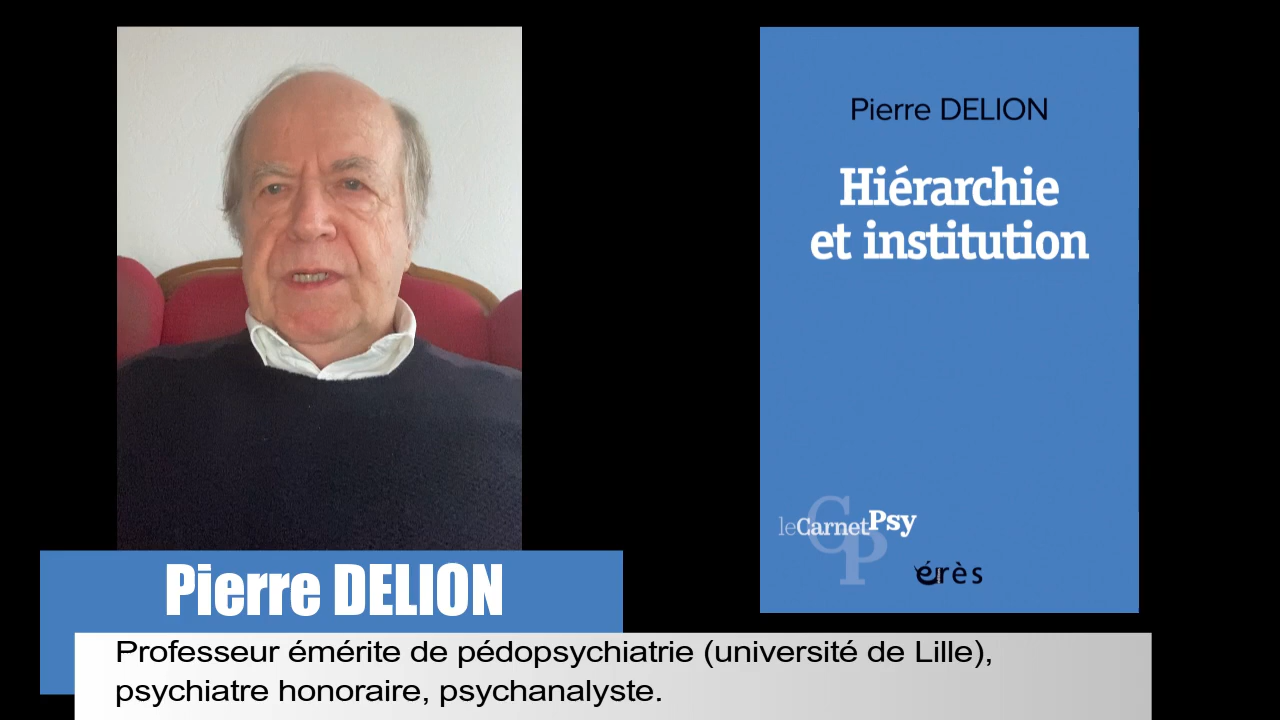 Pierre DELION
Hiérarchie
et institution
leCarnetPsy
CP
érès
Pierre DELION
Professeur émérite de pédopsychiatrie (université de Lille),
psychiatre honoraire, psychanalyste.